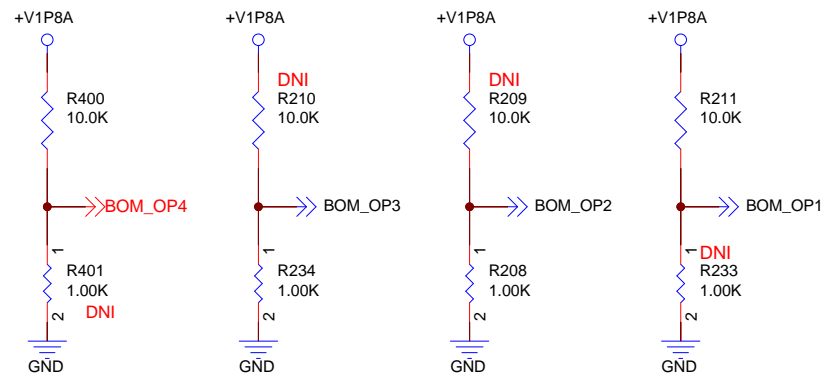 +V1P8A
R400
10.0K
BOM_OP4
1
R401
1.00K
DNI
2
GND
+V1P8A
DNI
R210
10.0K
BOM_OP3
1
R234
1.00K
2
GND
+V1P8A
DNI
R209
10.0K
BOM_OP2
1
R208
1.00K
2
GND
+V1P8A
R211
10.0K
BOM_OP1
1
DNI
R233
1.00K
2
GND